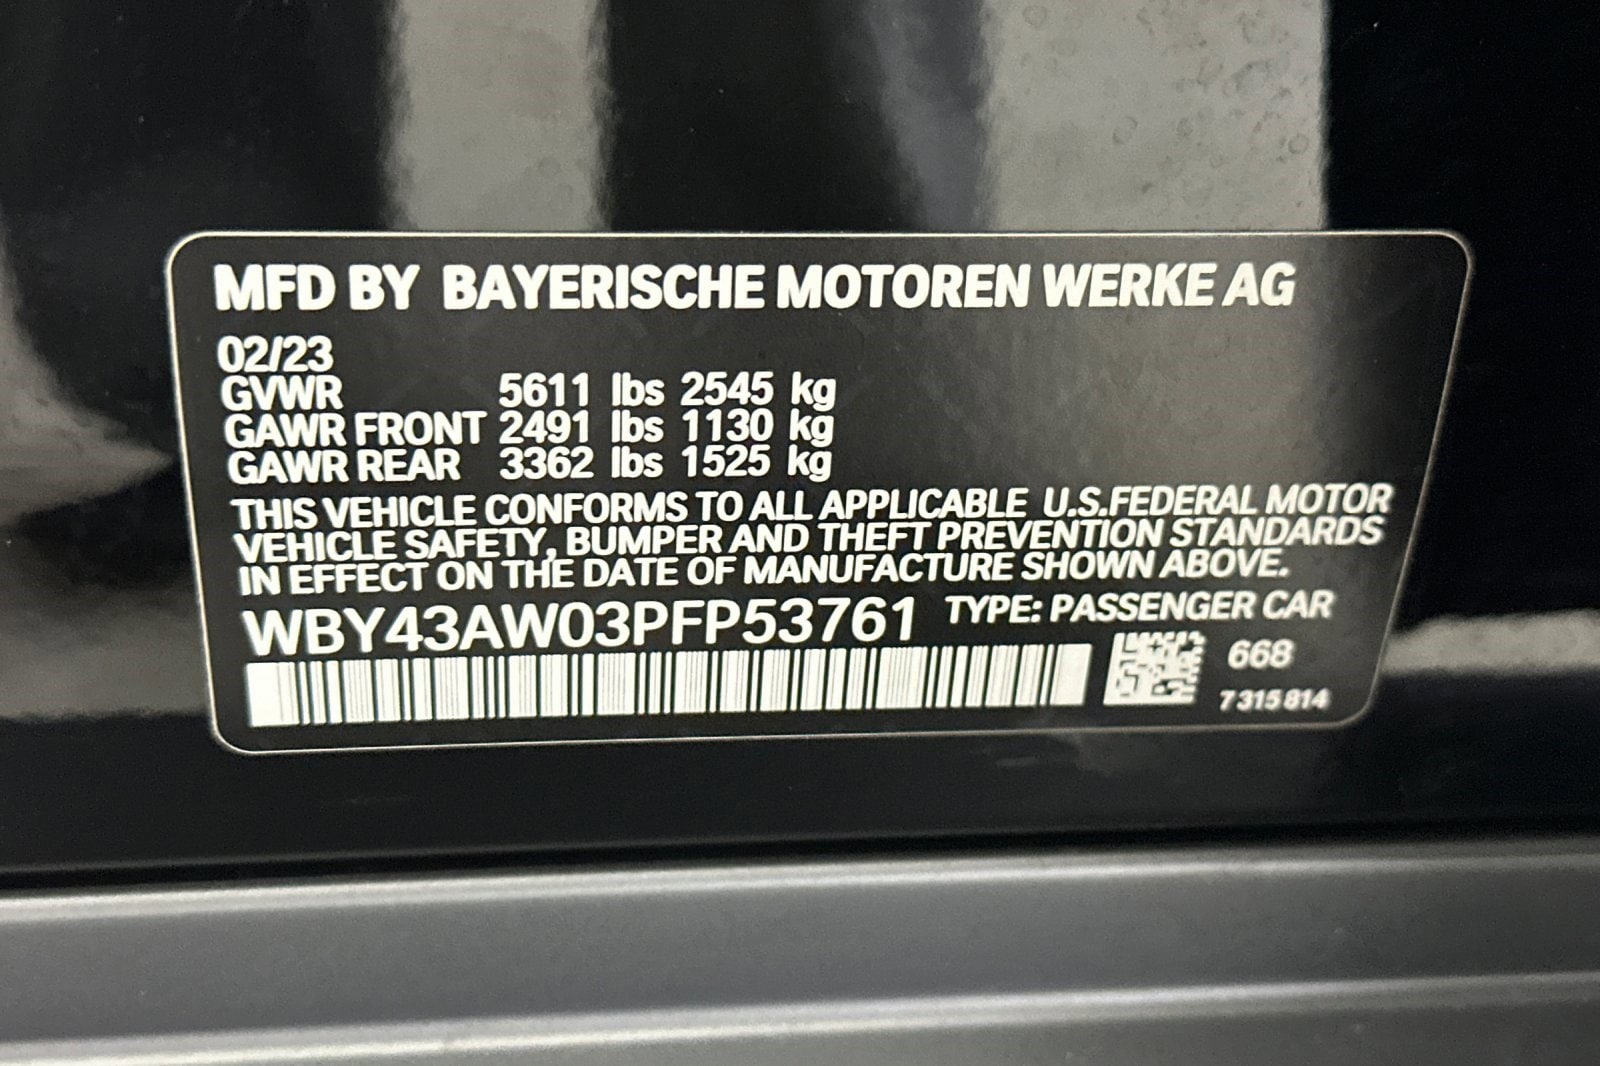 MFD BY BAYERISCHE MOTOREN WERKE AG
02/23
GVWR 5611 lbs 2545 kg
GAWR FRONT 2491 lbs 1130 kg
GAWR REAR 3362 lbs 1525 kg
THIS VEHICLE CONFORMS TO ALL APPLICABLE U.S.FEDERAL MOTOR
VEHICLE SAFETY, BUMPER AND THEFT PREVENTION STANDARDS
IN EFFECT ON THE DATE OF MANUFACTURE SHOWN ABOVE.
WBY43AW03PFP53761 TYPE: PASSENGER CAR
668
7 315 814